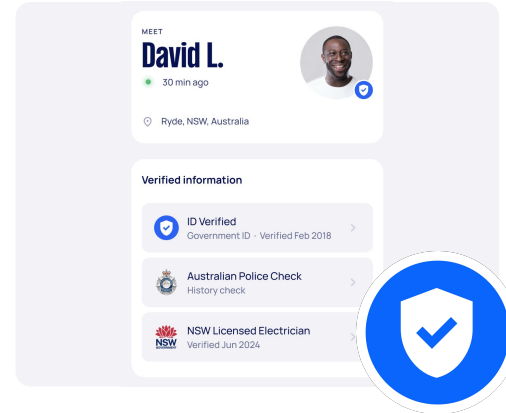 MEET
David L.
30 min ago
Ryde, NSW, Australia
Verified information
ID Verified
Government ID · Verified Feb 2018
Australian Police Check
History check
NSW Licensed Electrician
NSW
Verified Jun 2024